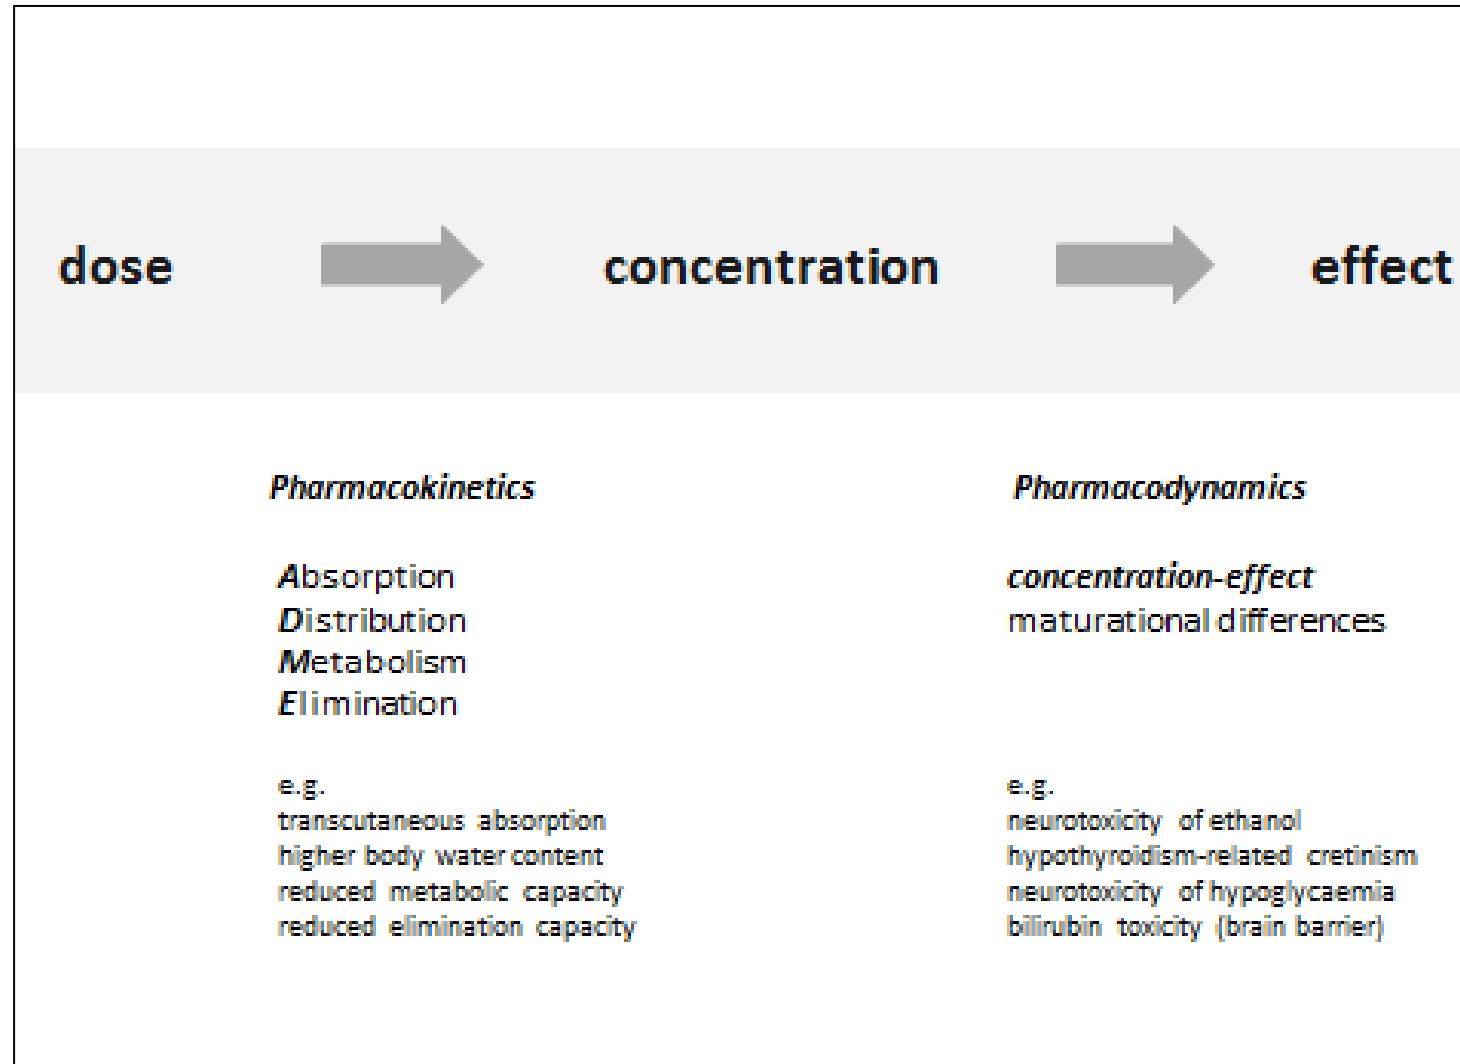 dose concentration effect
Pharmacokinetics
Absorption
Distribution
Metabolism
Elimination
e.g.
transcutaneous absorption
higher body water content
reduced metabolic capacity
reduced elimination capacity
Pharmacodynamics
concentration-effect
maturational differences
e.g.
neurotoxicity of ethanol
hypothyroidism-related cretinism
neurotoxicity of hypoglycaemia
bilirubin toxicity (brain barrier)